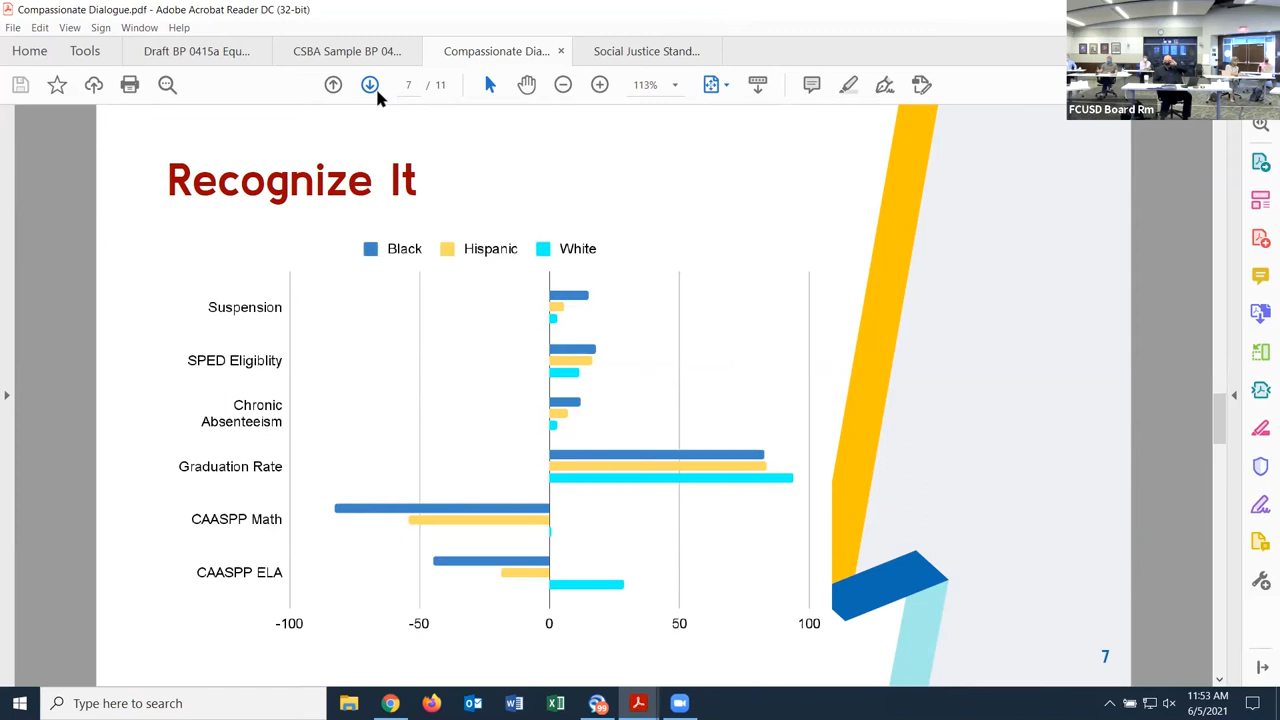 Compassionate Dialogue.pdf - Adobe Acrobat Reader DC (32-bit)
File Edit View Sign Window Help
Home Tools Draft BP 0415a Equ... CSBA Sample BP 04... Compassionate Dia... × Social Justice Stand...
7 / 11 113%
FCUSD Board Rm
Recognize It
Black Hispanic White
Suspension
SPED Eligiblity
Chronic
Absenteeism
Graduation Rate
CAASPP Math
CAASPP ELA
-100 -50 0 50 100
7
Type here to search
99
11:53 AM
6/5/2021